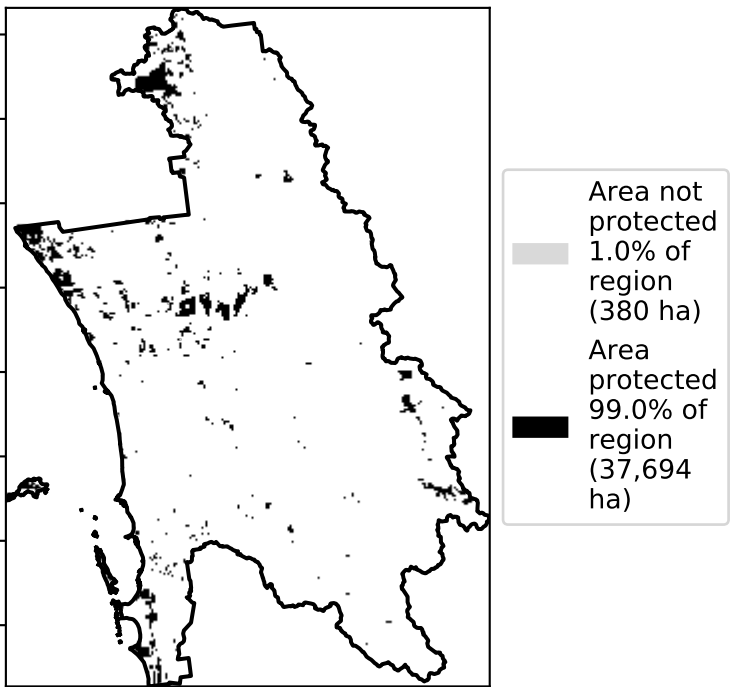 Area not
protected
1.0% of
region
(380 ha)
Area
protected
99.0% of
region
(37,694
ha)